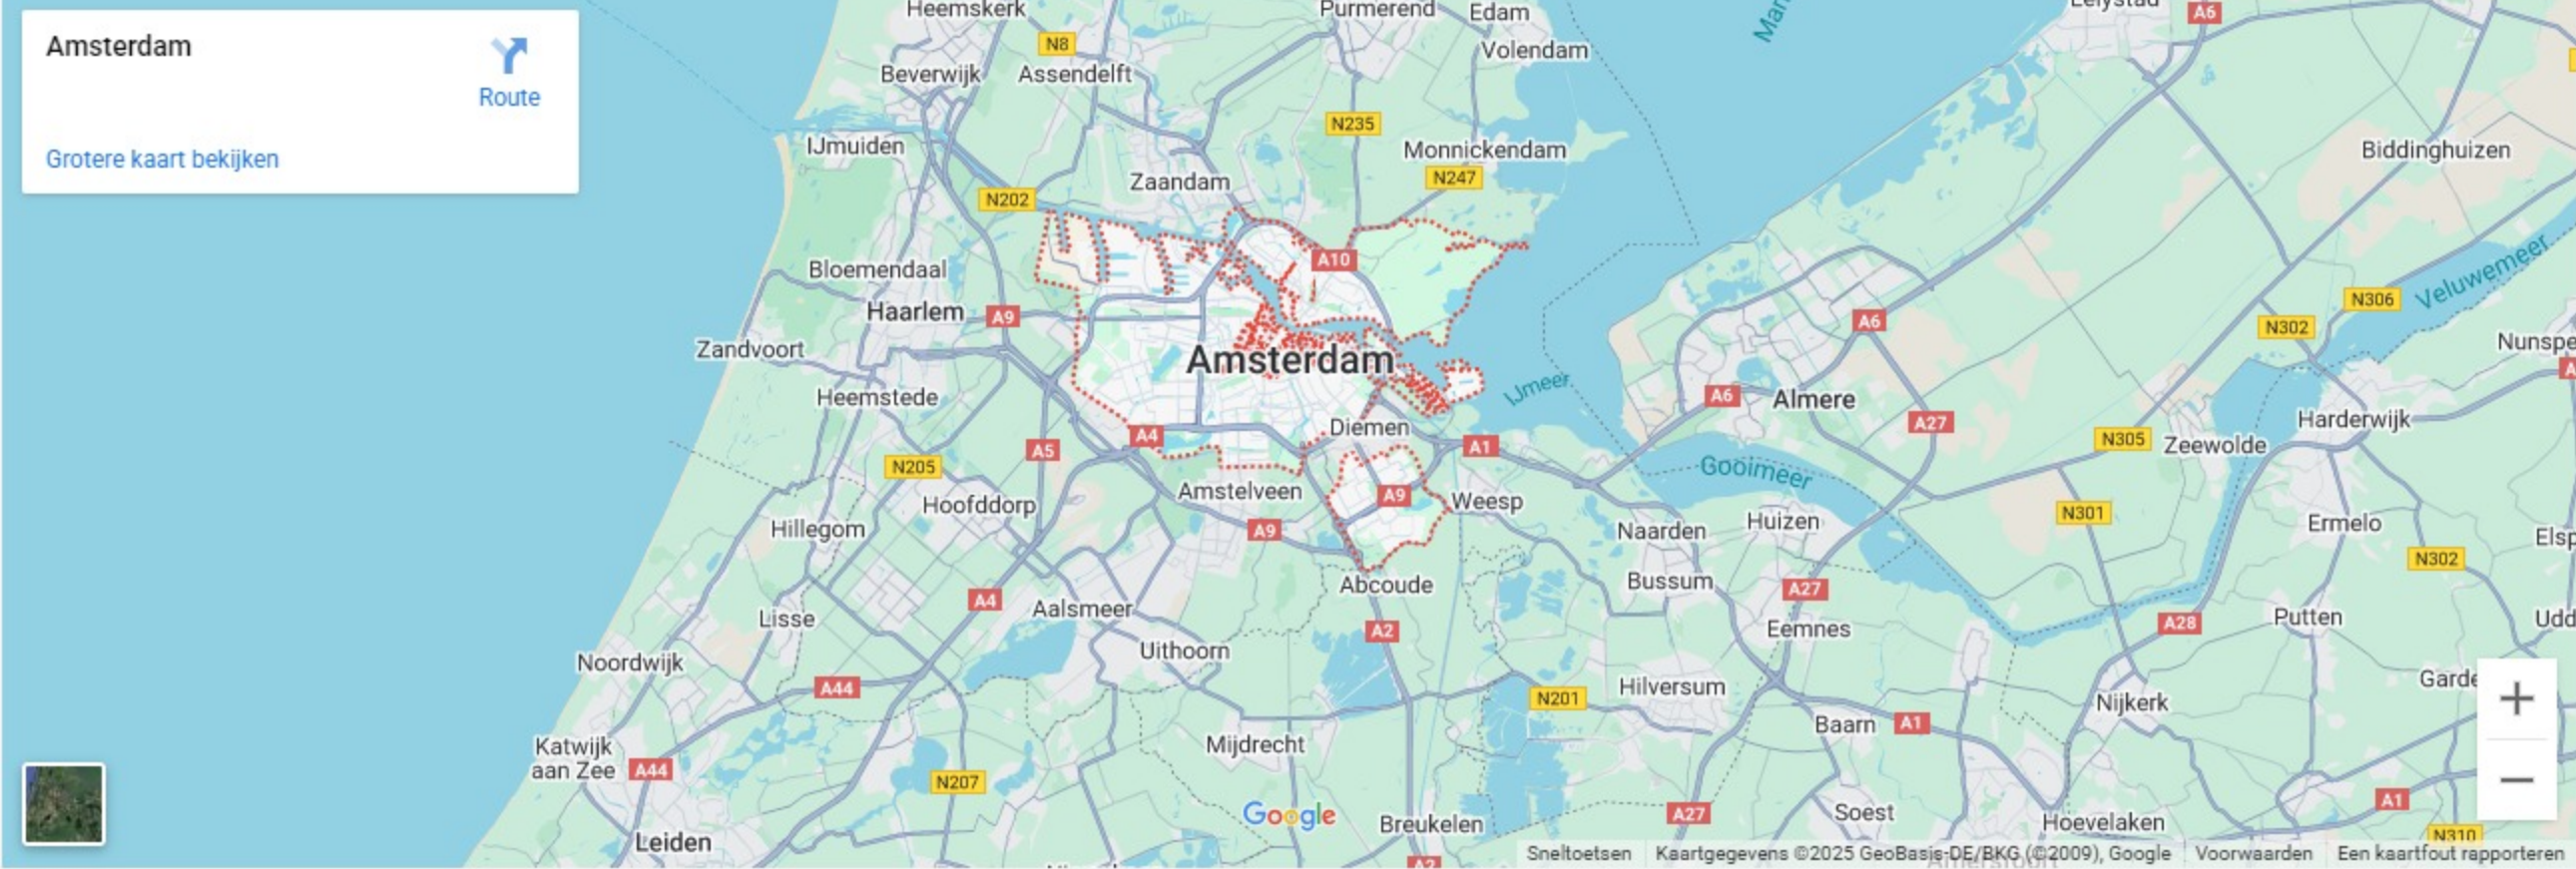 Amsterdam
Route
Grotere kaart bekijken
Heemskerk
Purmerend
Edam
A6
N8
Volendam
Beverwijk
Assendelft
N235
IJmuiden
Monnickendam
Biddinghuizen
Zaandam
N247
N202
A10
Bloemendaal
Veluwemeer
N306
Haarlem
A9
A6
N302
Zandvoort
Amsterdam
IJmeer
Heemstede
A6
Almere
A27
Harderwijk
Diemen
A4
A5
A1
N305
Zeewolde
N205
Gooimeer
Amstelveen
A9
Weesp
Hoofddorp
N301
Hillegom
A9
Naarden
Huizen
Ermelo
N302
Abcoude
Bussum
A27
A4
Aalsmeer
Lisse
A2
Eemnes
A28
Putten
Uithoorn
Noordwijk
A44
N201
Hilversum
Nijkerk
Baarn
A1
Mijdrecht
Katwijk
aan Zee
A44
N207
Google
Breukelen
A27
Soest
Hoevelaken
A1
N310
Leiden
A2
Sneltoetsen
Kaartgegevens ©2025 GeoBasis-DE/BKG (©2009), Google
Voorwaarden
Een kaartfout rapporteren